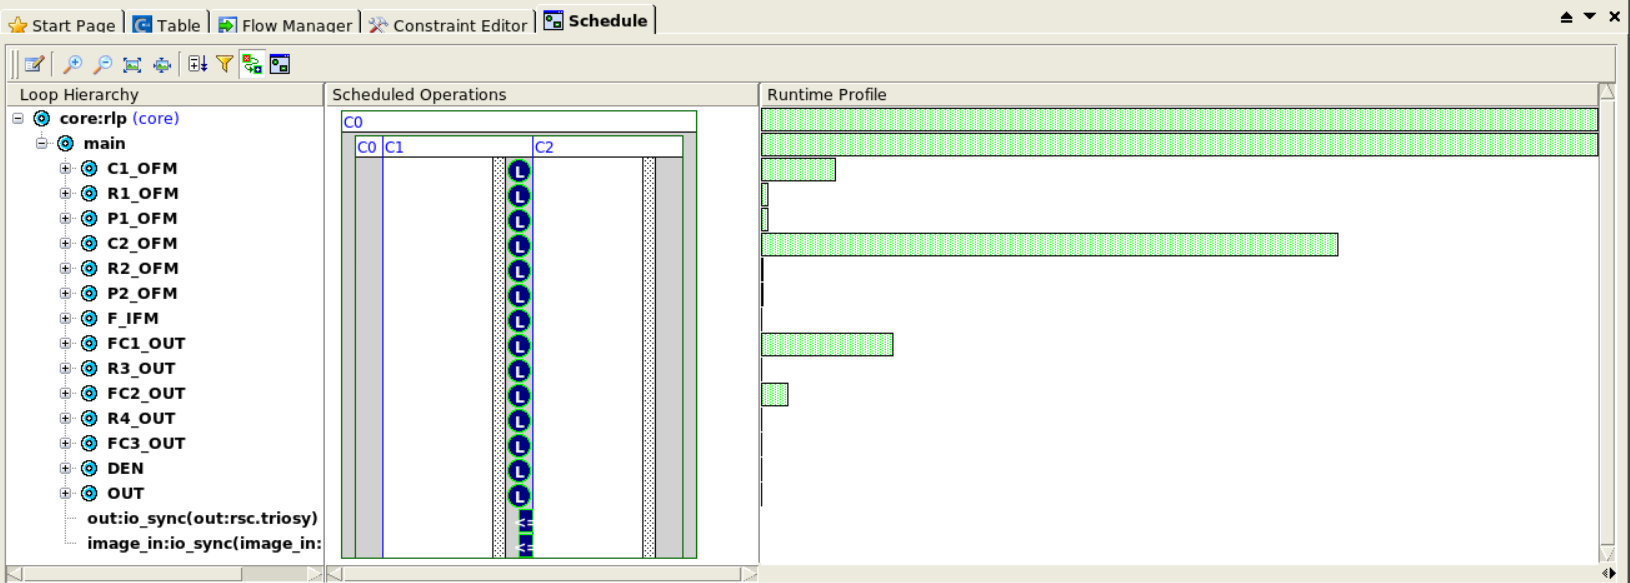 Start Page Table Flow Manager Constraint Editor Schedule
Loop Hierarchy Scheduled Operations Runtime Profile
core:rlp (core) C0
main C0 C1 C2
C1_OFM L
R1_OFM L
P1_OFM L
C2_OFM L
R2_OFM L
P2_OFM L
F_IFM L
FC1_OUT L
R3_OUT L
FC2_OUT L
R4_OUT L
FC3_OUT L
DEN L
OUT L
out:io_sync(out:rsc.triosy)
image_in:io_sync(image_in: